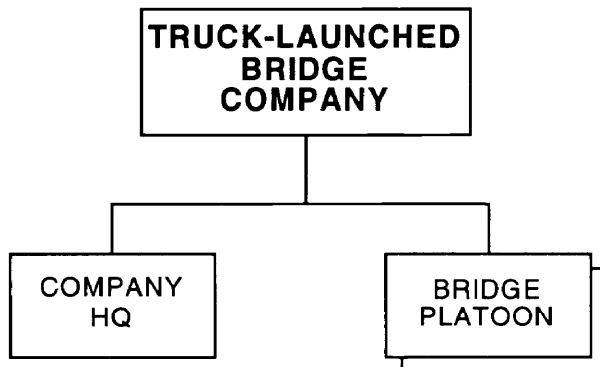 TRUCK-LAUNCHED
BRIDGE
COMPANY
COMPANY
HQ
BRIDGE
PLATOON